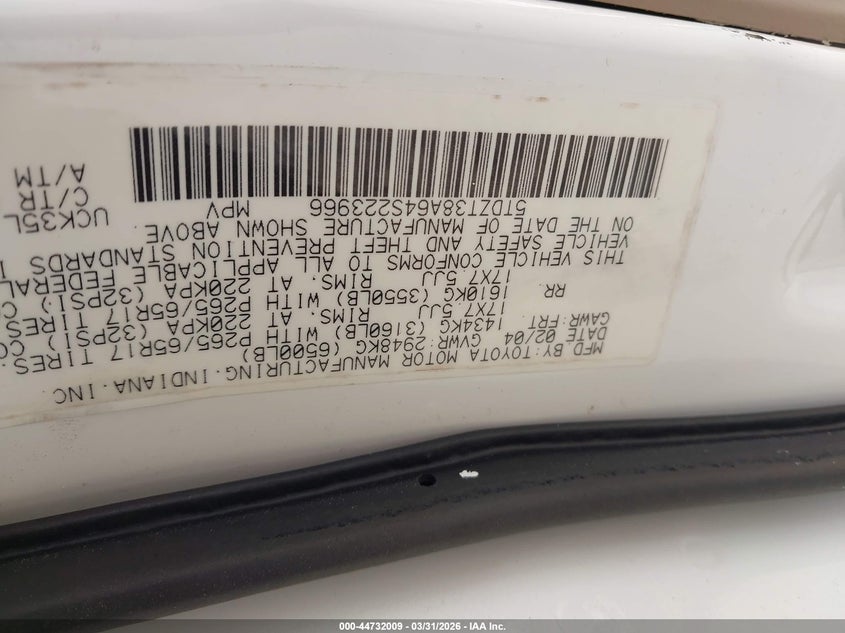 MFD.BY:TOYOTA MOTOR MANUFACTURING.INDIANA.INC
DATE 02/04 GVWR:2948KG (6500LB)
GAWR:FRT. 1434KG (3160LB) WITH P265/65R17 TIRES.
17X7.5JJ RIMS. AT 220KPA (32PSI) CO
RR. 1610KG (3550LB) WITH P265/65R17 TIRES
17X7.5JJ RIMS. AT 220KPA (32PSI) C
THIS VEHICLE CONFORMS TO ALL APPLICABLE FEDERAL
VEHICLE SAFETY AND THEFT PREVENTION STANDARDS I
ON THE DATE OF MANUFACTURE SHOWN ABOVE.
5TDZT38A64S223966 MPV UCK35L
C/TR
A/TM
000-44732009 - 03/31/2026 - IAA Inc.